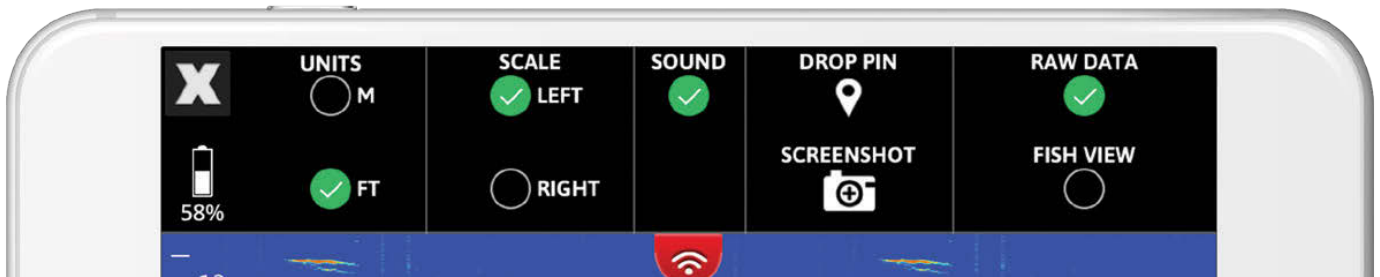 X
UNITS
M
FT
SCALE
LEFT
RIGHT
SOUND
DROP PIN
SCREENSHOT
RAW DATA
FISH VIEW
58%